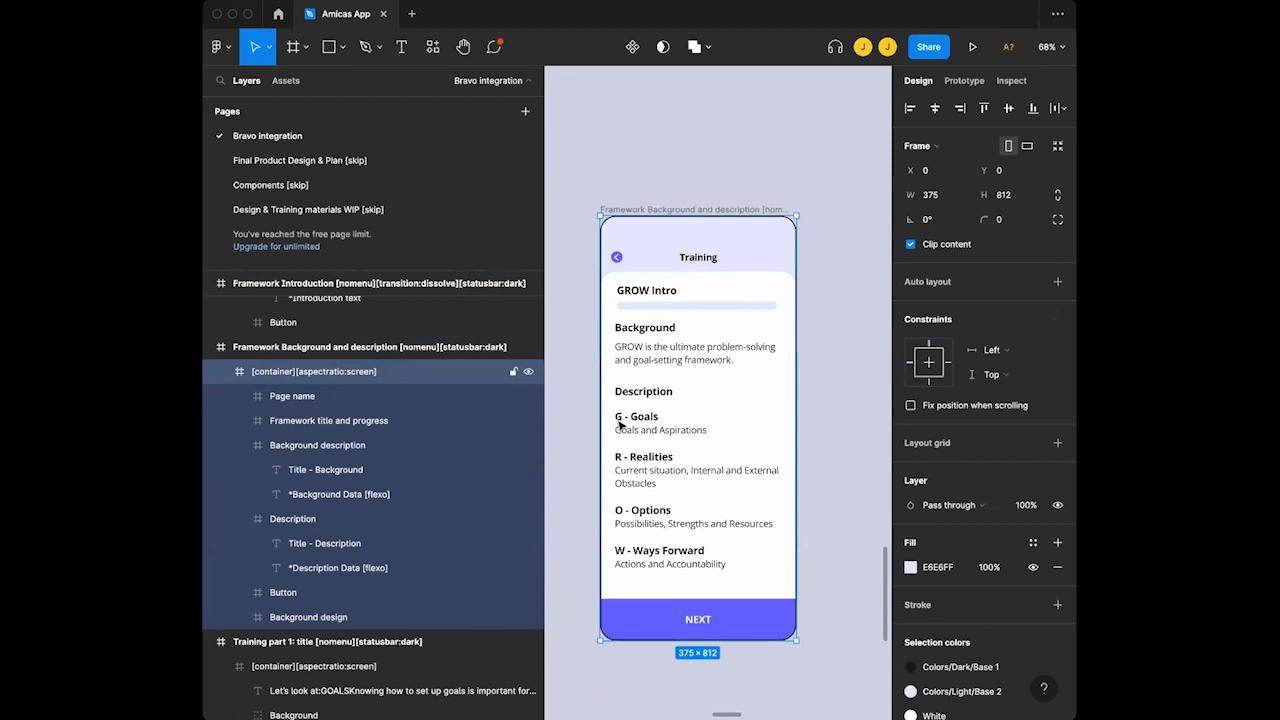 Amicas App
Share
A?
68%
Layers
Assets
Bravo integration
Pages
Bravo integration
Final Product Design & Plan [skip]
Components [skip]
Design & Training materials WIP [skip]
You've reached the free page limit.
Upgrade for unlimited
Framework Introduction [nomenu][transition:dissolve][statusbar:dark]
*Introduction text
Button
Framework Background and description [nomenu][statusbar:dark]
[container][aspectratio:screen]
Page name
Framework title and progress
Background description
Title - Background
*Background Data [flexo]
Description
Title - Description
*Description Data [flexo]
Button
Background design
Training part 1: title [nomenu][statusbar:dark]
[container][aspectratio:screen]
Let's look at:GOALSKnowing how to set up goals is important for...
Background
Framework Background and description [nom...
Training
GROW Intro
Background
GROW is the ultimate problem-solving
and goal-setting framework.
Description
G - Goals
Goals and Aspirations
R - Realities
Current situation, Internal and External
Obstacles
O - Options
Possibilities, Strengths and Resources
W - Ways Forward
Actions and Accountability
NEXT
375 × 812
Design
Prototype
Inspect
Frame
X 0
Y 0
W 375
H 812
0°
0
Clip content
Auto layout
Constraints
Left
Top
Fix position when scrolling
Layout grid
Layer
Pass through
100%
Fill
E6E6FF
100%
Stroke
Selection colors
Colors/Dark/Base 1
Colors/Light/Base 2
White
J
J
?